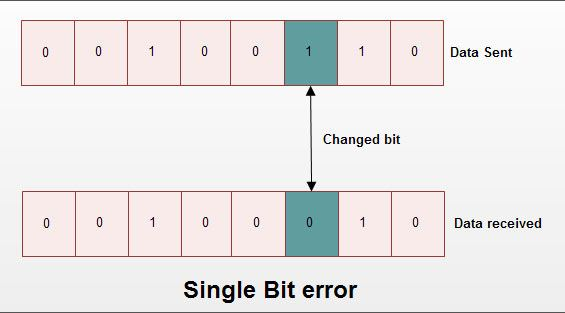 0 0 1 0 0 1 1 0 Data Sent
Changed bit
0 0 1 0 0 0 1 0 Data received
Single Bit error